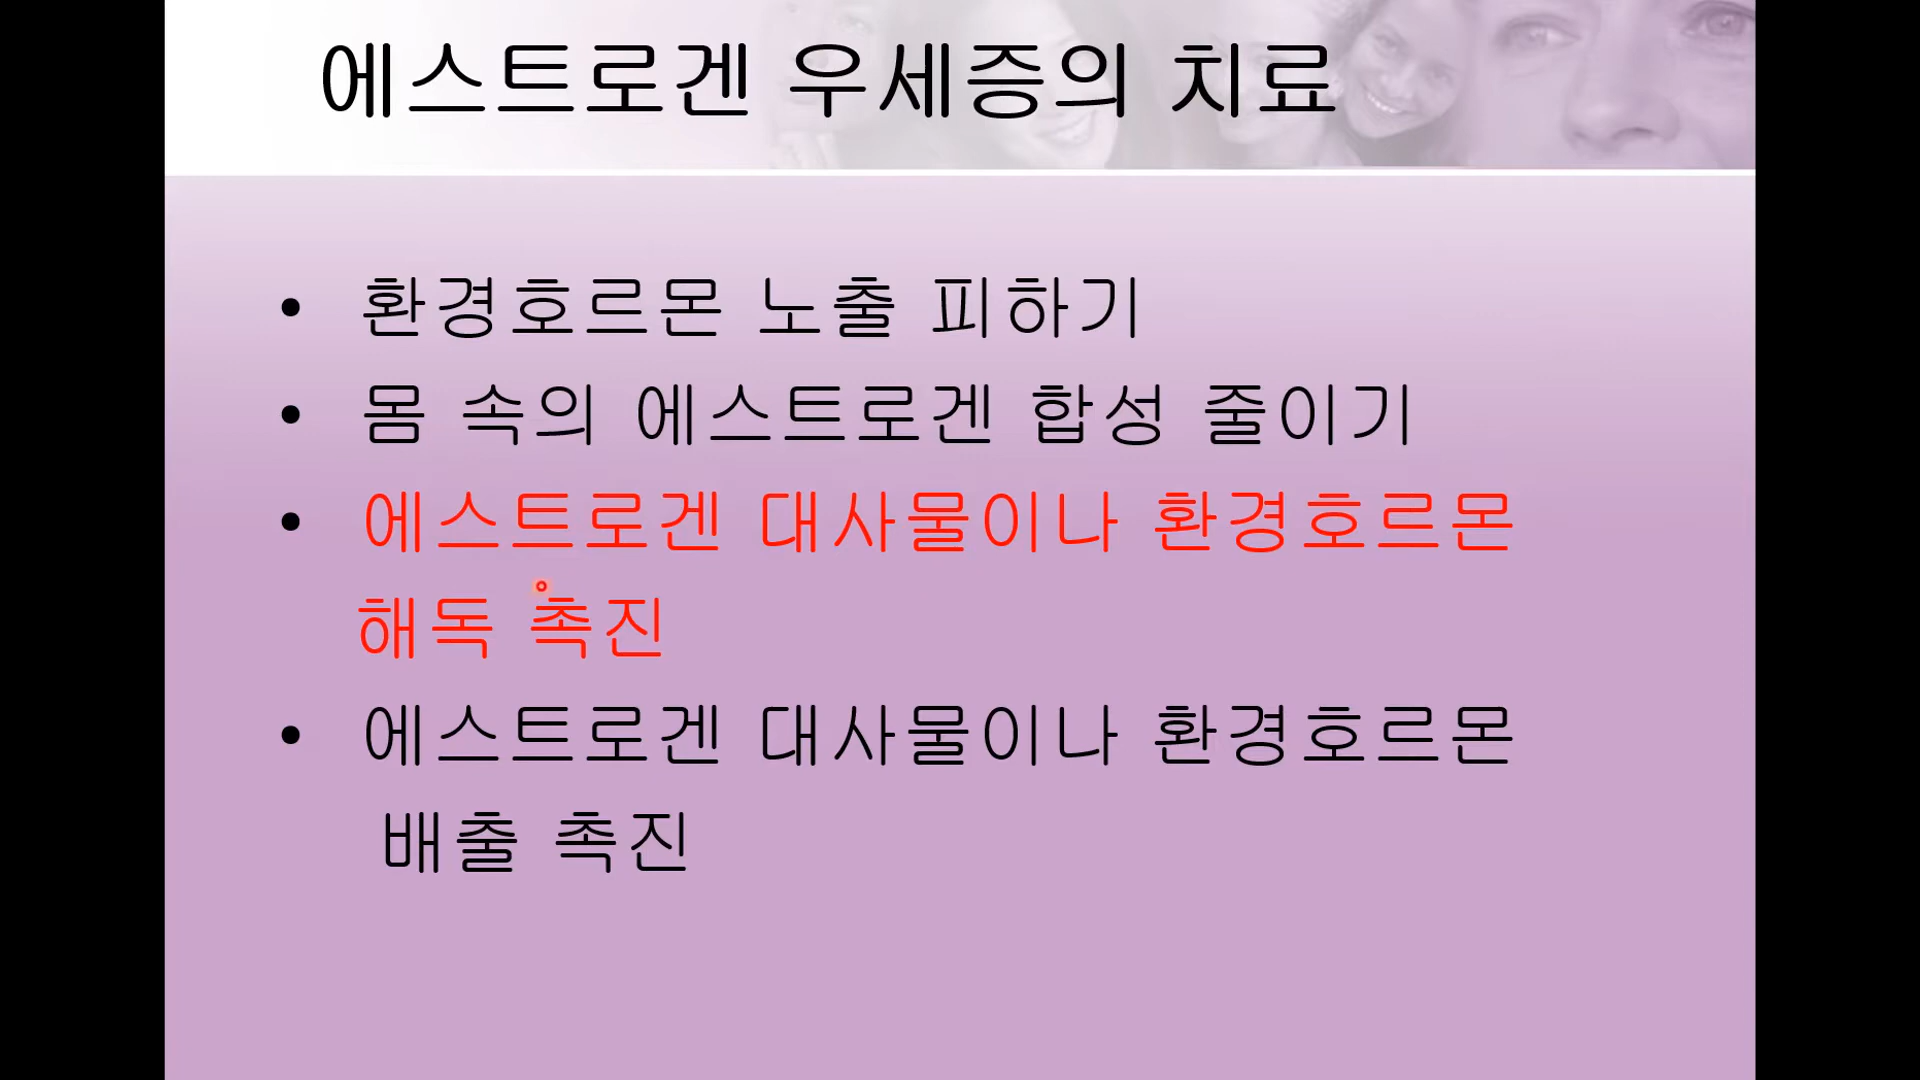 에스트로겐 우세증의 치료
• 환경호르몬 노출 피하기
• 몸 속의 에스트로겐 합성 줄이기
• 에스트로겐 대사물이나 환경호르몬
해독 촉진
• 에스트로겐 대사물이나 환경호르몬
배출 촉진